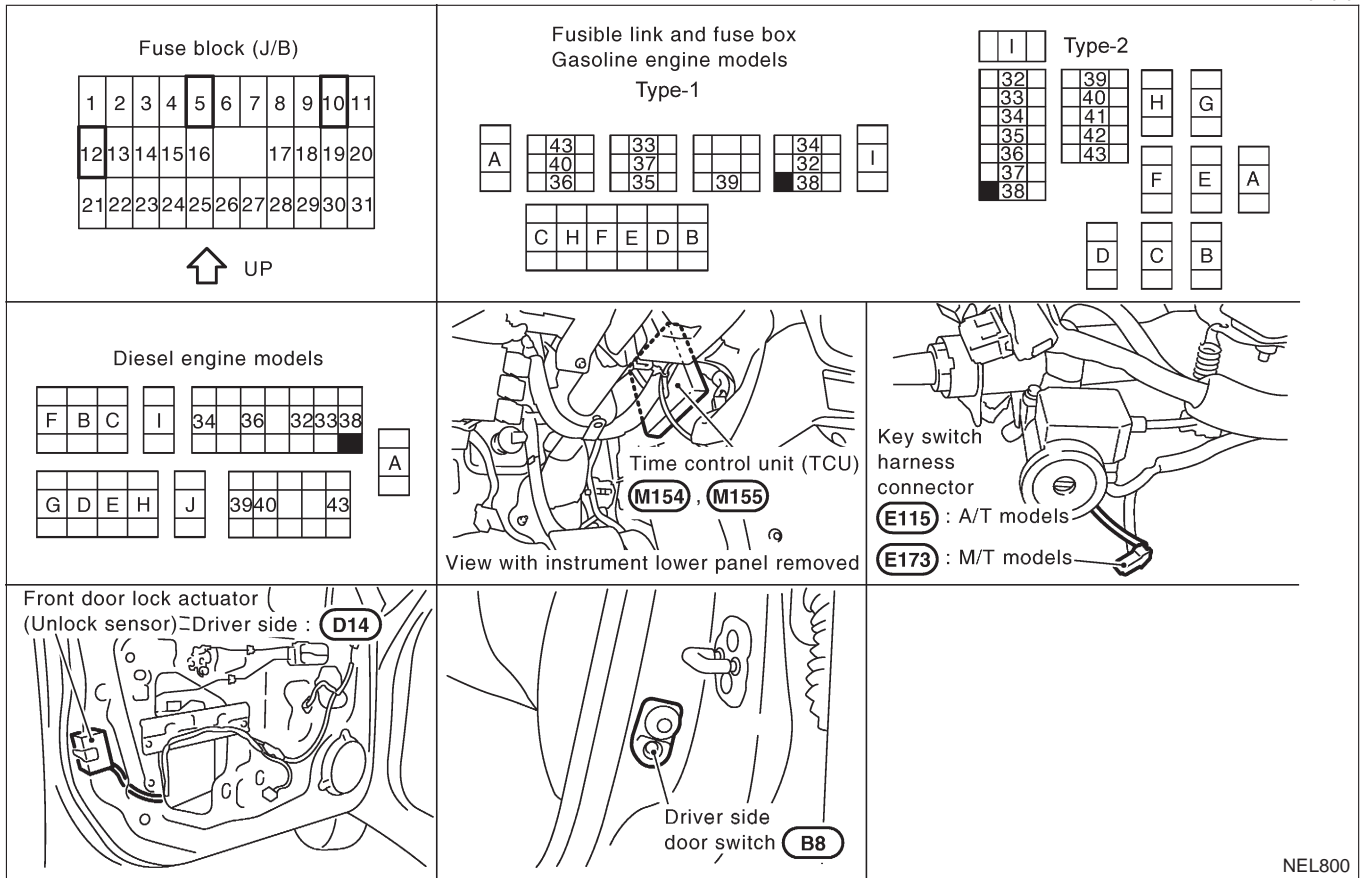 Fuse block (J/B)
1 2 3 4 5 6 7 8 9 10 11
12 13 14 15 16 17 18 19 20
21 22 23 24 25 26 27 28 29 30 31
UP
Fusible link and fuse box
Gasoline engine models
Type-1
A
43
40
36
33
37
35
39
34
32
38
I
C H F E D B
Type-2
I
32
33
34
35
36
37
38
39
40
41
42
43
H G
F E A
D C B
Diesel engine models
F B C I 34 36 32 33 38
A
G D E H J 39 40 43
Time control unit (TCU)
M154 , M155
View with instrument lower panel removed
Key switch
harness
connector
E115 : A/T models
E173 : M/T models
Front door lock actuator
(Unlock sensor) Driver side : D14
Driver side
door switch B8
NEL800